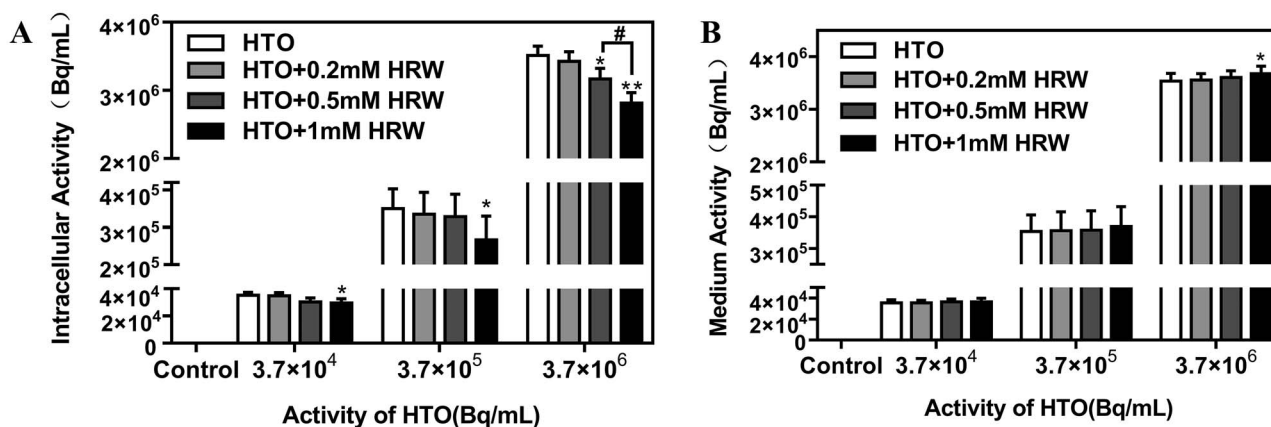 A
Intracellular Activity（Bq/mL）
4×10⁶
3×10⁶
2×10⁶
4×10⁵
3×10⁵
2×10⁵
4×10⁴
2×10⁴
0
HTO
HTO+0.2mM HRW
HTO+0.5mM HRW
HTO+1mM HRW
*
*
*
#
**
Control 3.7×10⁴ 3.7×10⁵ 3.7×10⁶
Activity of HTO(Bq/mL)
B
Medium Activity（Bq/mL）
4×10⁶
3×10⁶
2×10⁶
5×10⁵
4×10⁵
3×10⁵
4×10⁴
2×10⁴
0
HTO
HTO+0.2mM HRW
HTO+0.5mM HRW
HTO+1mM HRW
*
Control 3.7×10⁴ 3.7×10⁵ 3.7×10⁶
Activity of HTO(Bq/mL)